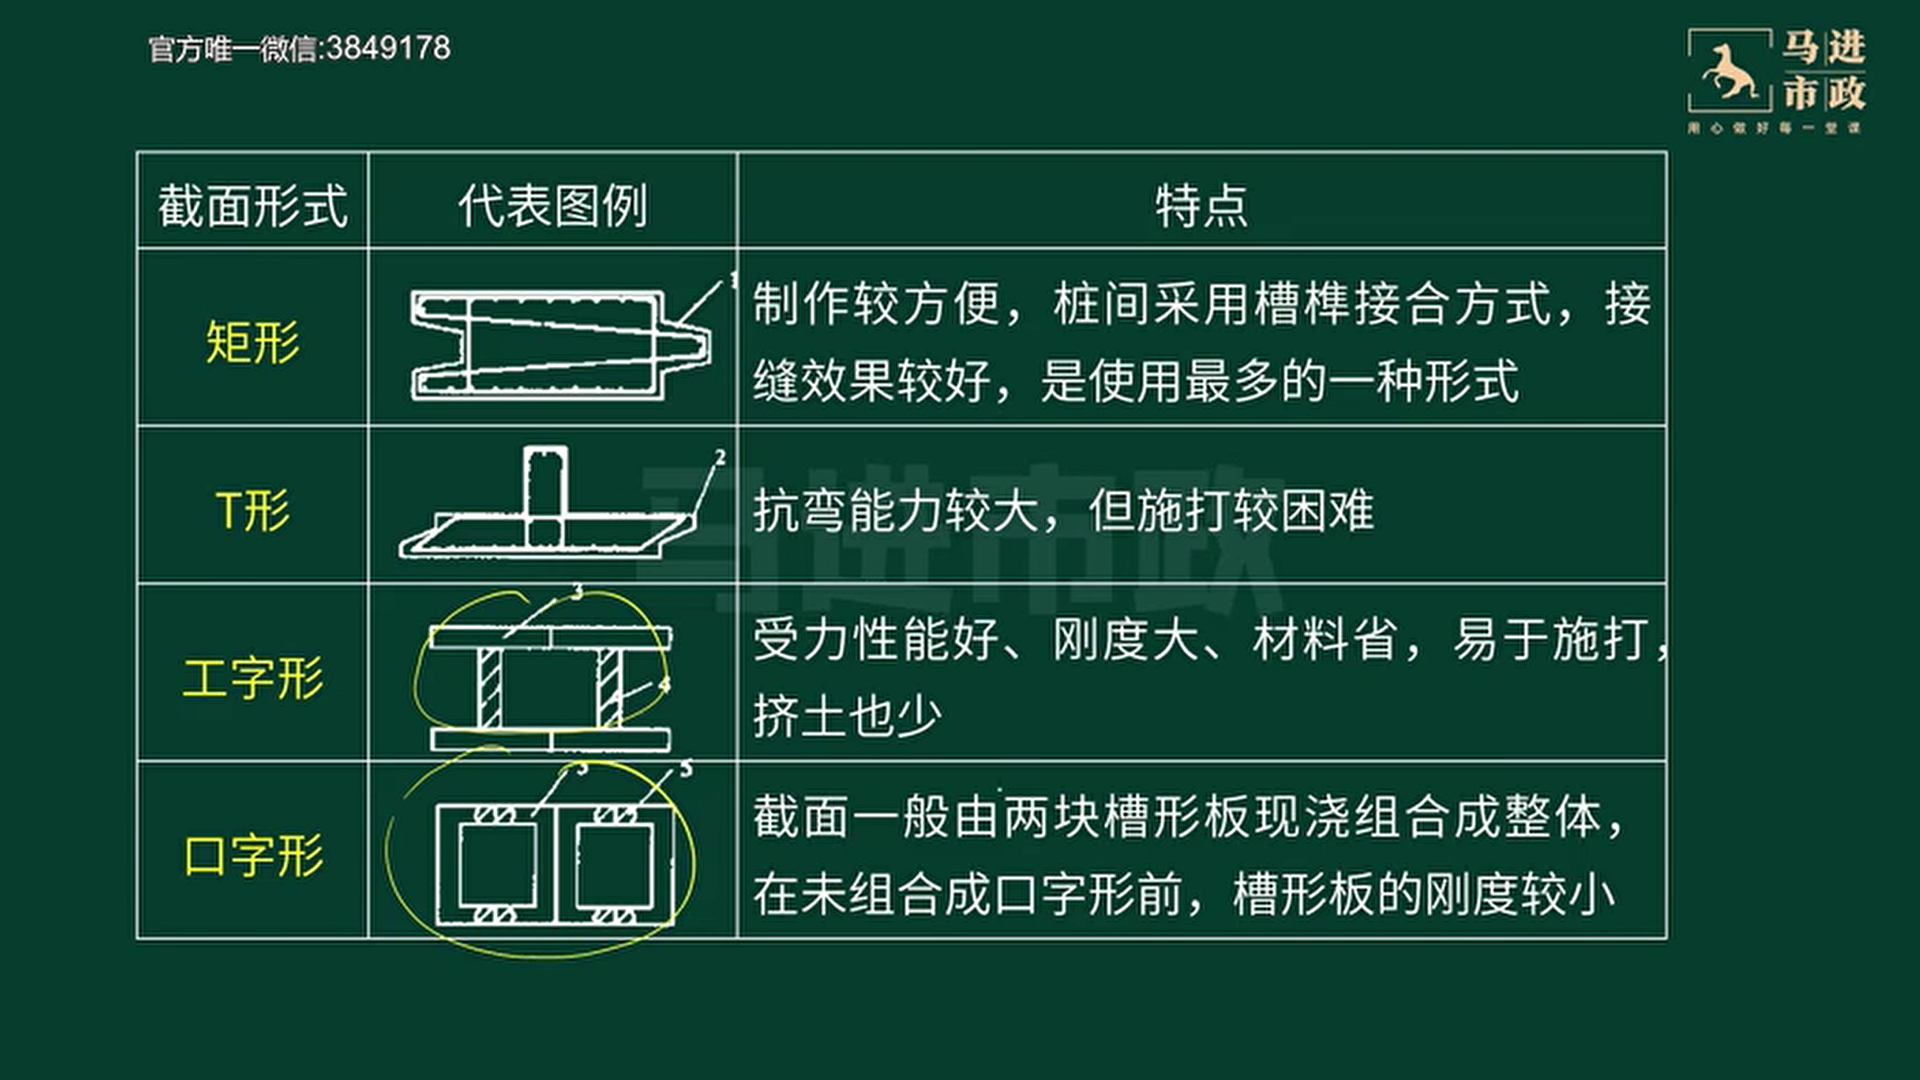 官方唯一微信:3849178
马进
市政
用心做好每一堂课
截面形式 代表图例 特点
矩形
1
制作较方便，桩间采用槽榫接合方式，接
缝效果较好，是使用最多的一种形式
T形
2
抗弯能力较大，但施打较困难
马进市政
工字形
3
4
受力性能好、刚度大、材料省，易于施打，
挤土也少
口字形
3
5
截面一般由两块槽形板现浇组合成整体，
在未组合成口字形前，槽形板的刚度较小